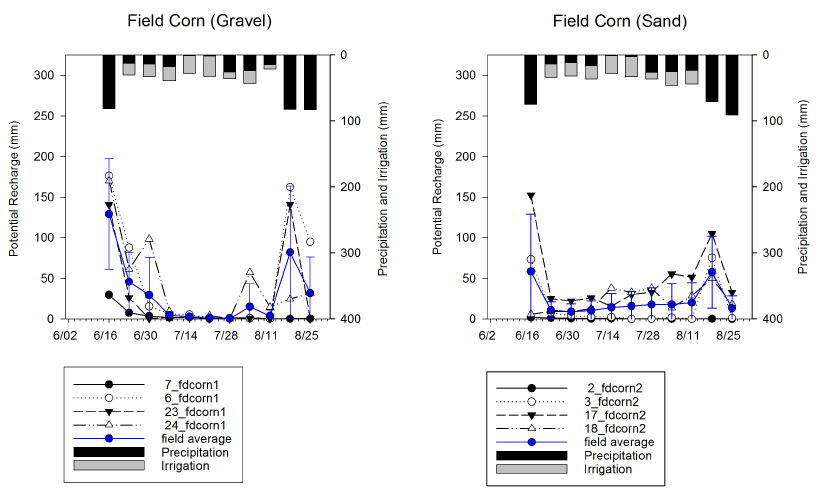 Field Corn (Gravel)
Potential Recharge (mm)
300
250
200
150
100
50
0
0
100
200
300
400
Precipitation and Irrigation (mm)
6/02 6/16 6/30 7/14 7/28 8/11 8/25
7_fdcorn1
6_fdcorn1
23_fdcorn1
24_fdcorn1
field average
Precipitation
Irrigation
Field Corn (Sand)
Potential Recharge (mm)
300
250
200
150
100
50
0
0
100
200
300
400
Precipitation and Irrigation (mm)
6/2 6/16 6/30 7/14 7/28 8/11 8/25
2_fdcorn2
3_fdcorn2
17_fdcorn2
18_fdcorn2
field average
Precipitation
Irrigation